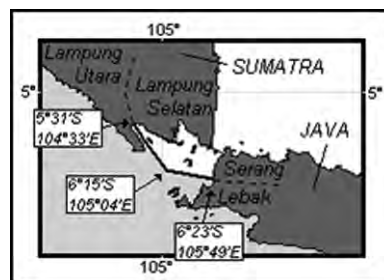 105°
Lampung
Utara
SUMATRA
Lampung
Selatan
5°
5°
5°31'S
104°33'E
JAVA
Serang
6°15'S
105°04'E
Lebak
6°23'S
105°49'E
105°